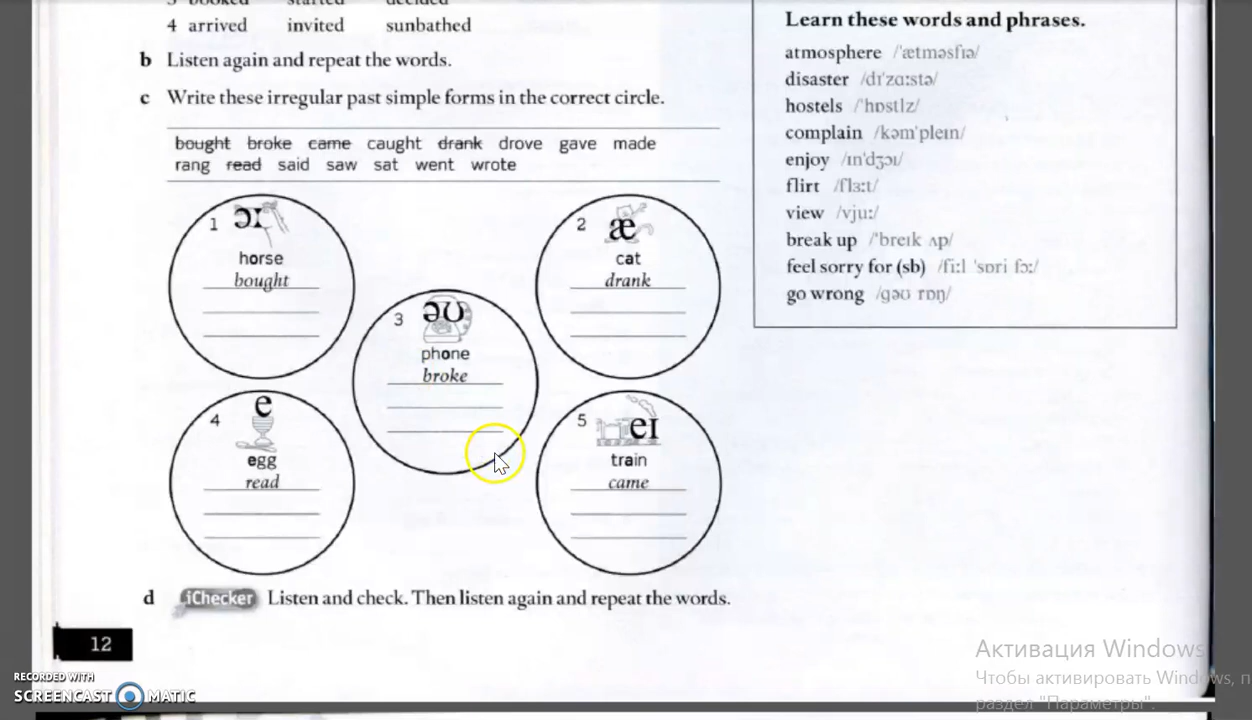 4 arrived invited sunbathed
b Listen again and repeat the words.
c Write these irregular past simple forms in the correct circle.
bought broke came caught drank drove gave made
rang read said saw sat went wrote
1 ɔɪ
horse
bought
2 æ
cat
drank
3 əʊ
phone
broke
4 e
egg
read
5 eɪ
train
came
d iChecker Listen and check. Then listen again and repeat the words.
12
Learn these words and phrases.
atmosphere /ˈætməsfɪə/
disaster /dɪˈzɑːstə/
hostels /ˈhɒstlz/
complain /kəmˈpleɪn/
enjoy /ɪnˈdʒɔɪ/
flirt /flɜːt/
view /vjuː/
break up /ˈbreɪk ʌp/
feel sorry for (sb) /fiːl ˈsɒri fɔː/
go wrong /gəʊ rɒŋ/
RECORDED WITH
SCREENCAST MATIC
Активация Windows
Чтобы активировать Windows, п
раздел "Параметры".